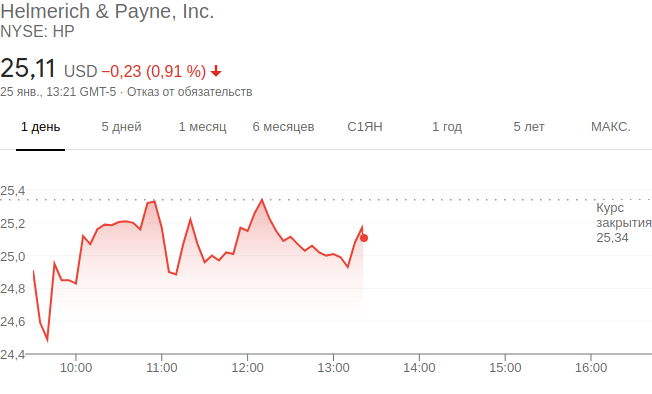 Helmerich & Payne, Inc.
NYSE: HP
25,11 USD −0,23 (0,91 %)
25 янв., 13:21 GMT-5 · Отказ от обязательств
1 день 5 дней 1 месяц 6 месяцев С1ЯН 1 год 5 лет МАКС.
25,4
Курс
закрытия
25,2
25,34
25,0
24,8
24,6
24,4
10:00 11:00 12:00 13:00 14:00 15:00 16:00